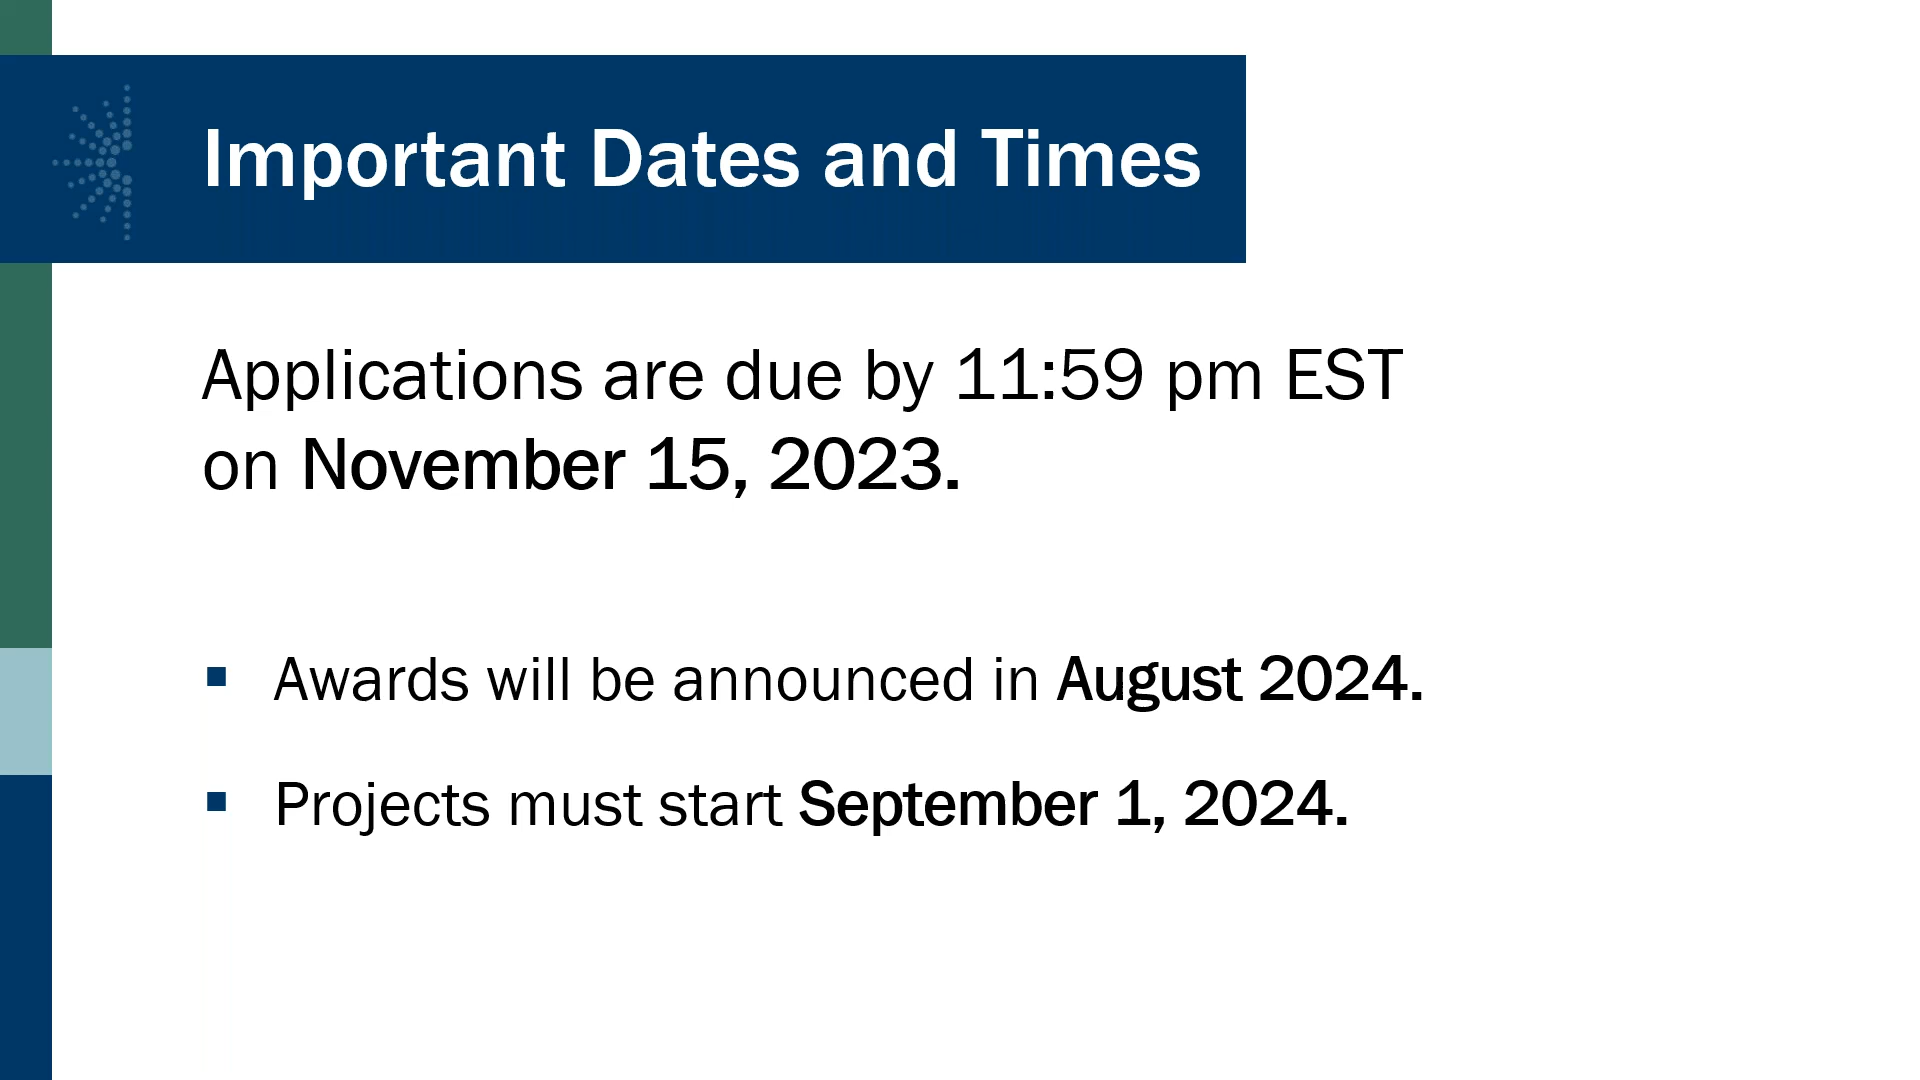 Important Dates and Times
Applications are due by 11:59 pm EST
on November 15, 2023.
Awards will be announced in August 2024.
Projects must start September 1, 2024.